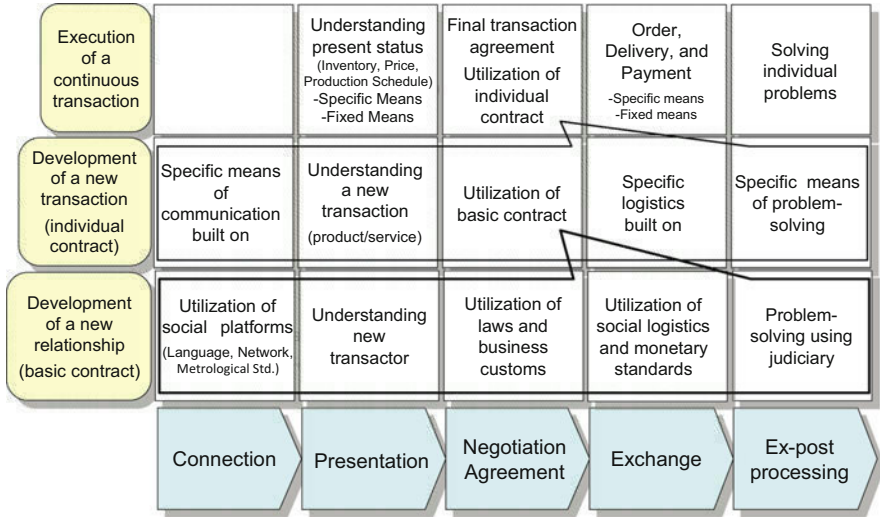 Execution
of a
continuous
transaction
Understanding
present status
(Inventory, Price,
Production Schedule)
-Specific Means
-Fixed Means
Final transaction
agreement
Utilization of
individual
contract
Order,
Delivery, and
Payment
-Specific means
-Fixed means
Solving
individual
problems
Development
of a new
transaction
(individual
contract)
Specific means
of
communication
built on
Understanding
a new
transaction
(product/service)
Utilization of
basic contract
Specific
logistics
built on
Specific means
of problem-
solving
Development
of a new
relationship
(basic contract)
Utilization of
social platforms
(Language, Network,
Metrological Std.)
Understanding
new
transactor
Utilization of
laws and
business
customs
Utilization of
social logistics
and monetary
standards
Problem-
solving using
judiciary
Connection
Presentation
Negotiation
Agreement
Exchange
Ex-post
processing